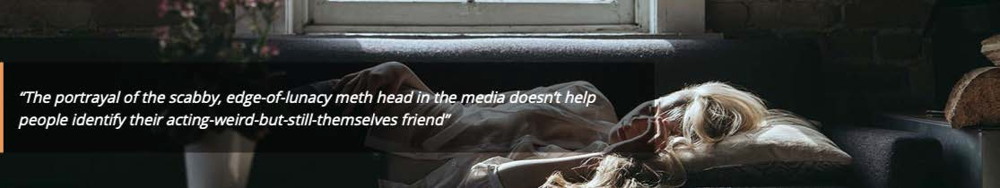 “The portrayal of the scabby, edge-of-lunacy meth head in the media doesn’t help
people identify their acting-weird-but-still-themselves friend”